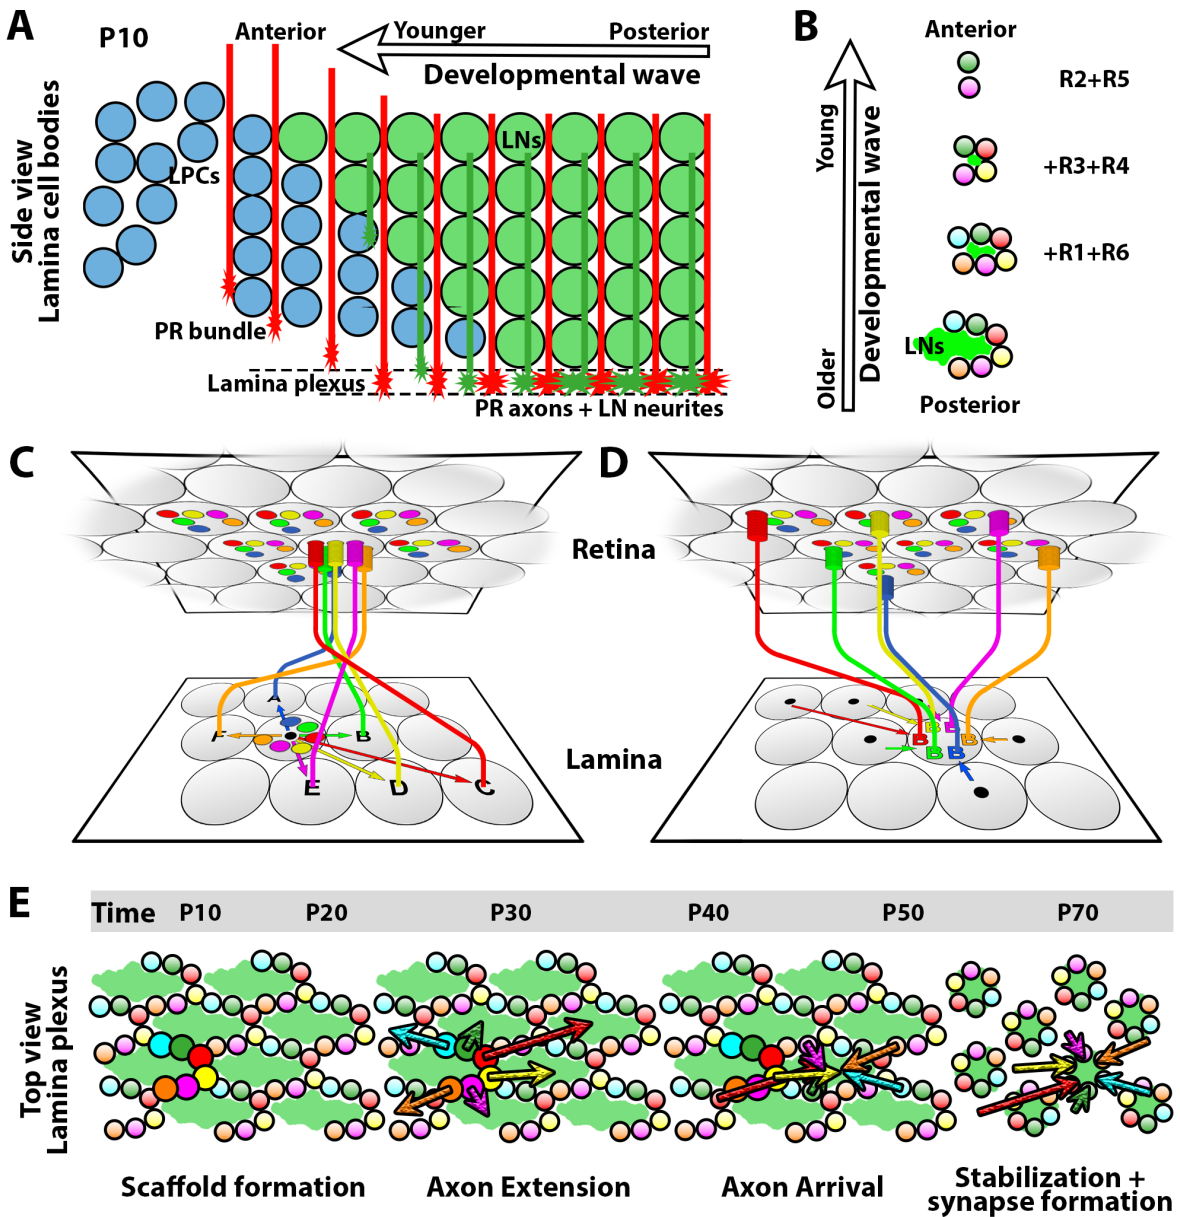 A
P10
Anterior
Younger
Posterior
Developmental wave
Side view
Lamina cell bodies
LPCs
LNs
PR bundle
Lamina plexus
PR axons + LN neurites
B
Anterior
Young
Older
Developmental wave
R2+R5
+R3+R4
+R1+R6
LNs
Posterior
C
D
Retina
Lamina
A
F
B
E
D
C
B
B
B
B
B
E
Time
P10
P20
P30
P40
P50
P70
Top view
Lamina plexus
Scaffold formation
Axon Extension
Axon Arrival
Stabilization +
synapse formation